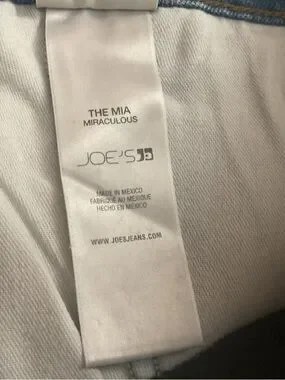 THE MIA
MIRACULOUS
JOE'S
MADE IN MEXICO
FABRIQUÉ AU MEXIQUE
HECHO EN MEXICO
WWW.JOESJEANS.COM